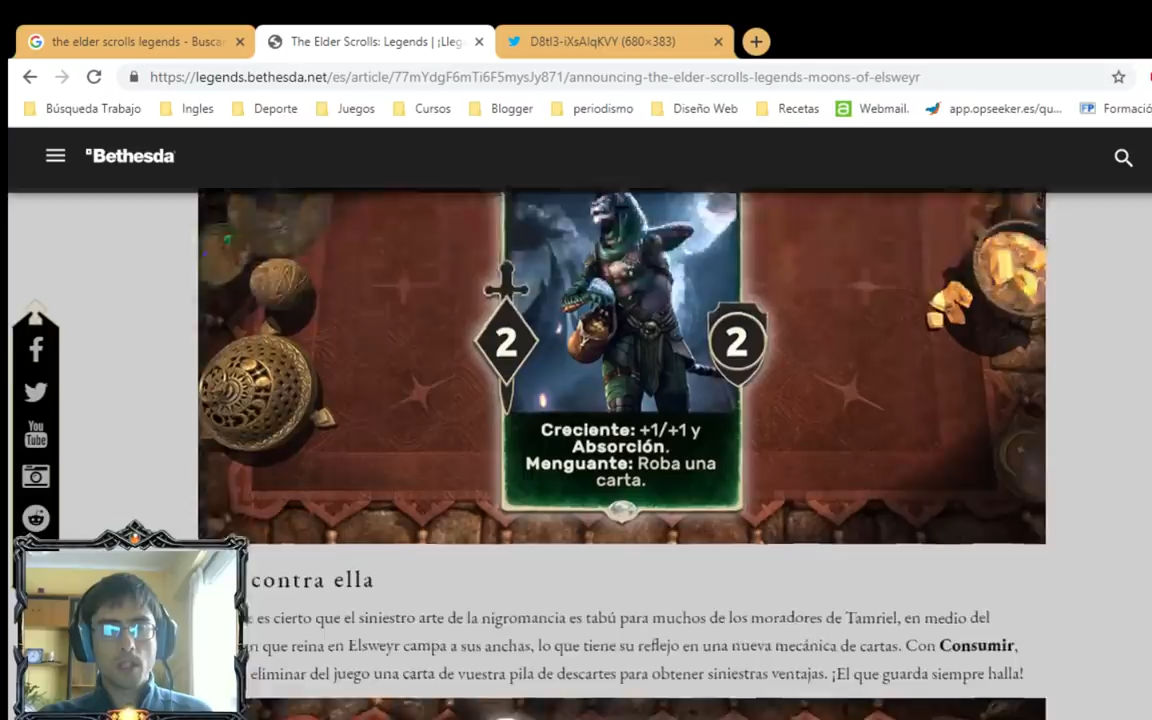 the elder scrolls legends - Busca
The Elder Scrolls: Legends | ¡Lleg
D8tl3-iXsAIqKVY (680×383)
https://legends.bethesda.net/es/article/77mYdgF6mTi6F5mysJy871/announcing-the-elder-scrolls-legends-moons-of-elsweyr
Búsqueda Trabajo
Ingles
Deporte
Juegos
Cursos
Blogger
periodismo
Diseño Web
Recetas
Webmail.
app.opseeker.es/qu...
FP
Formació
Bethesda
2
2
Creciente: +1/+1 y
Absorción.
Menguante: Roba una
carta.
You
Tube
contra ella
es cierto que el siniestro arte de la nigromancia es tabú para muchos de los moradores de Tamriel, en medio del
que reina en Elsweyr campa a sus anchas, lo que tiene su reflejo en una nueva mecánica de cartas. Con Consumir,
eliminar del juego una carta de vuestra pila de descartes para obtener siniestras ventajas. ¡El que guarda siempre halla!